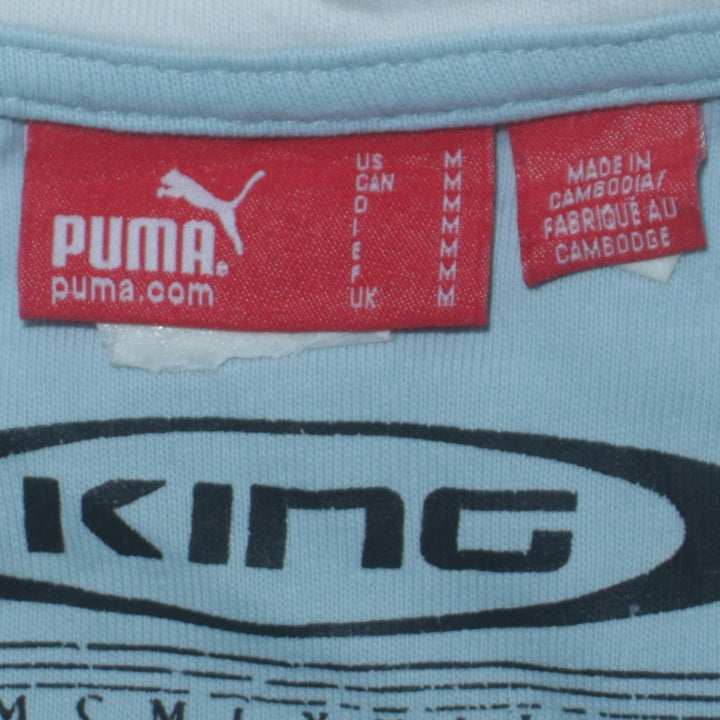 PUMA®
puma.com
US M
CAN M
D M
I M
E M
F M
UK M
MADE IN
CAMBODIA/
FABRIQUÉ AU
CAMBODGE
KING